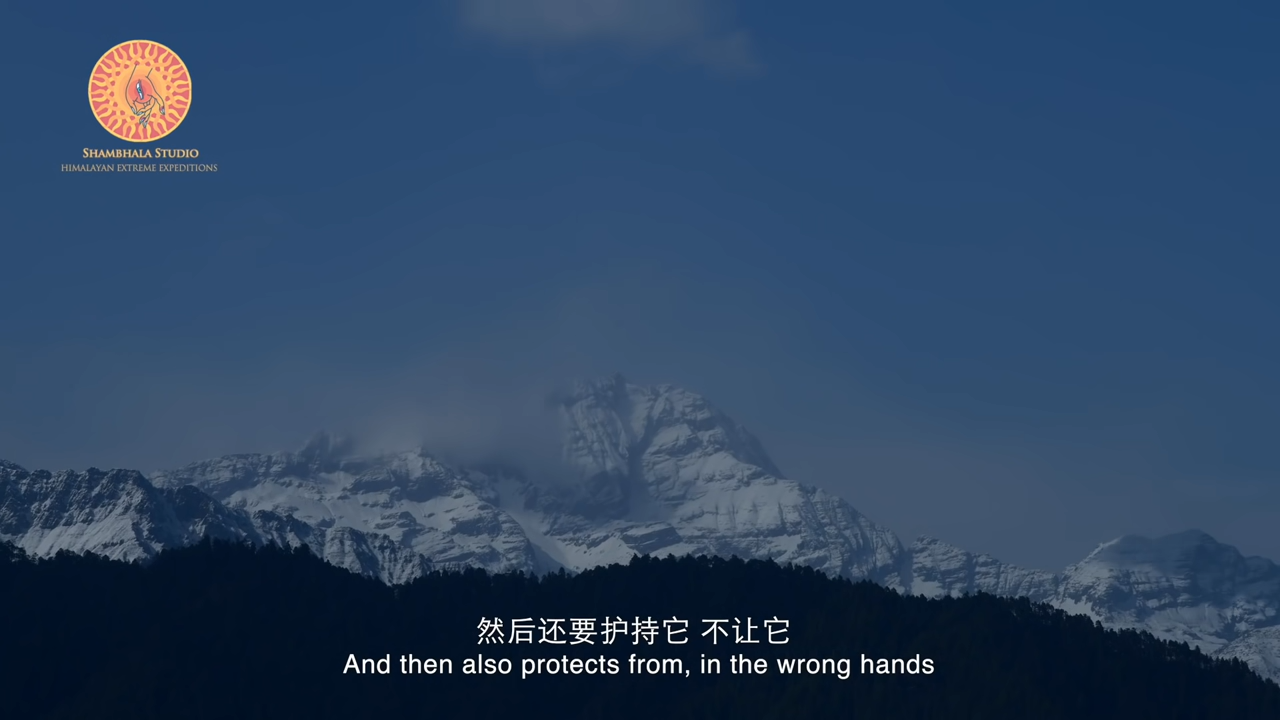 SHAMBHALA STUDIO
HIMALAYAN EXTREME EXPEDITIONS
然后还要护持它 不让它
And then also protects from, in the wrong hands